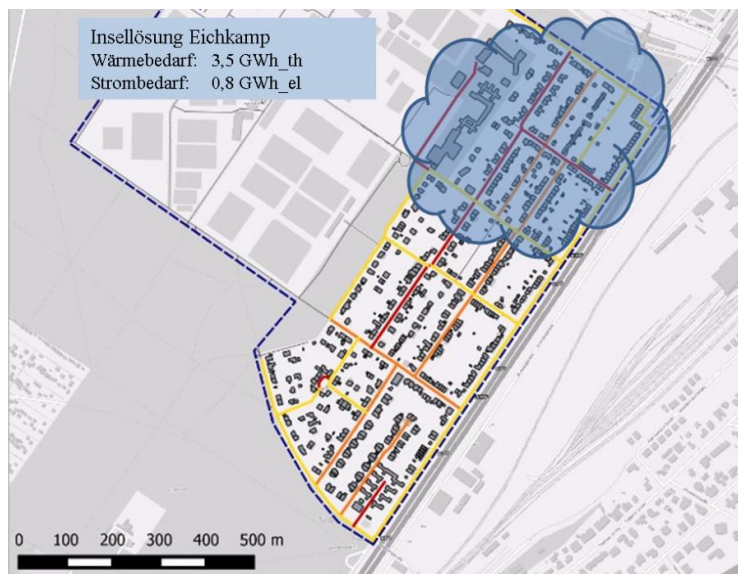 Insellösung Eichkamp
Wärmebedarf: 3,5 GWh_th
Strombedarf: 0,8 GWh_el
0 100 200 300 400 500 m